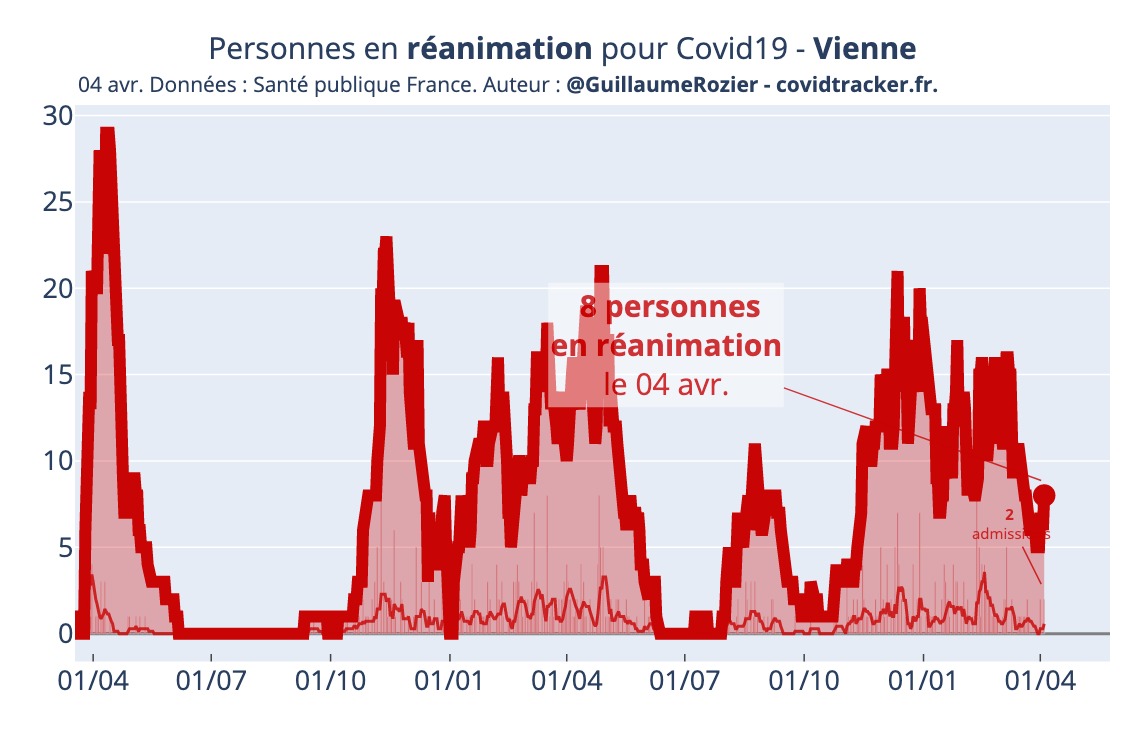 Personnes en réanimation pour Covid19 - Vienne
04 avr. Données : Santé publique France. Auteur : @GuillaumeRozier - covidtracker.fr.
30
25
20
15
10
5
0
8 personnes
en réanimation
le 04 avr.
2
admissions
01/04 01/07 01/10 01/01 01/04 01/07 01/10 01/01 01/04